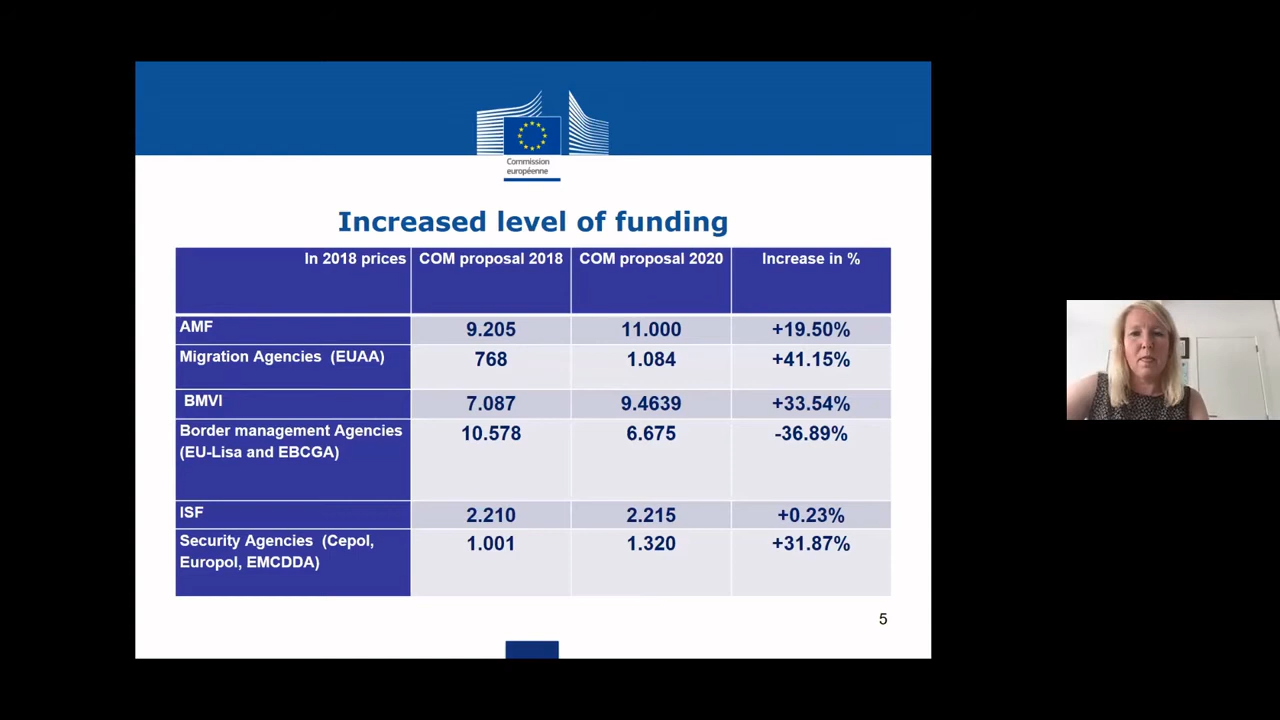 Commission
européenne
Increased level of funding
In 2018 prices COM proposal 2018 COM proposal 2020 Increase in %
AMF 9.205 11.000 +19.50%
Migration Agencies (EUAA) 768 1.084 +41.15%
BMVI 7.087 9.4639 +33.54%
Border management Agencies 10.578 6.675 -36.89%
(EU-Lisa and EBCGA)
ISF 2.210 2.215 +0.23%
Security Agencies (Cepol, 1.001 1.320 +31.87%
Europol, EMCDDA)
5